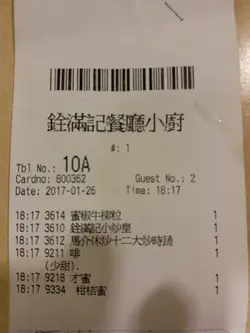 銓滿記餐廳小廚
#: 1
Tbl No.: 10A
Cardno: 800362 Guest No.: 2
Date: 2017-01-26 Time: 18:17
18:17 3614 蜜椒牛柳粒 1
18:17 3610 銓滿記小炒皇 1
18:17 3612 馬介休炒十二大炒時蔬 1
18:17 9211 啡 1
(少甜).
18:17 9218 才蜜 1
18:17 9334 柑桔蜜 1